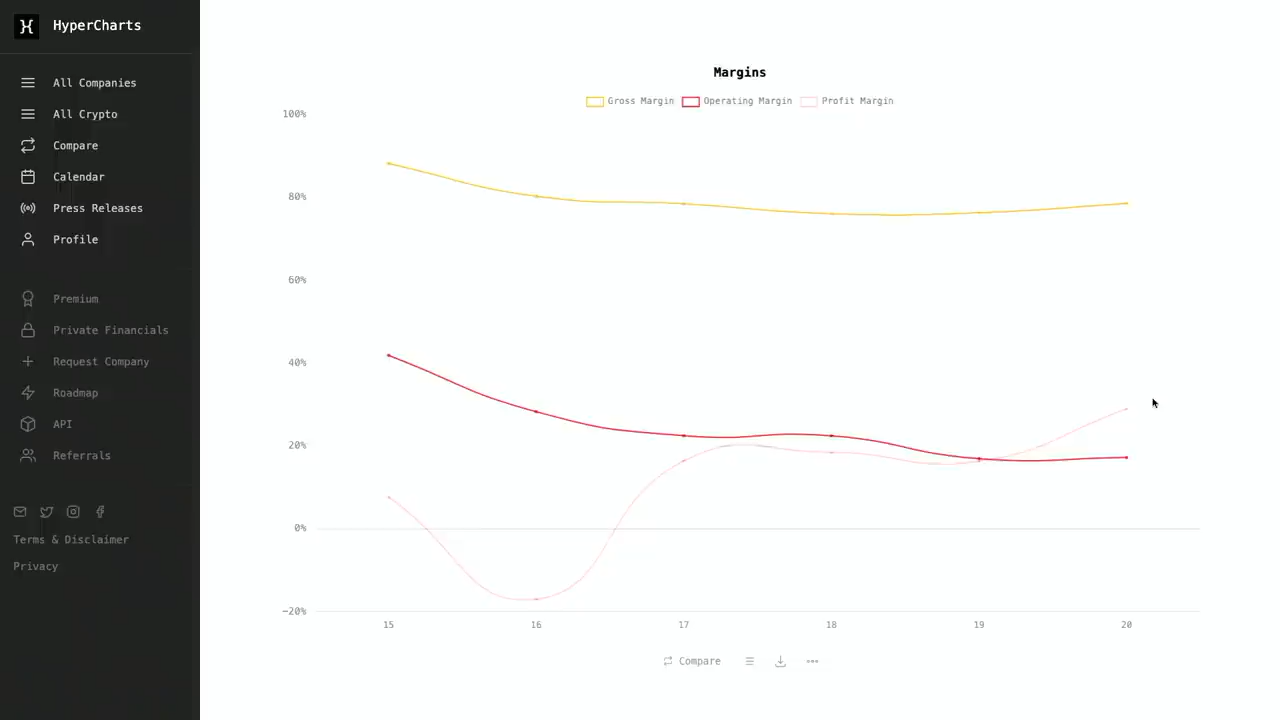 HyperCharts
All Companies
All Crypto
Compare
Calendar
Press Releases
Profile
Premium
Private Financials
Request Company
Roadmap
API
Referrals
Terms & Disclaimer
Privacy
Margins
Gross Margin Operating Margin Profit Margin
100%
80%
60%
40%
20%
0%
−20%
15 16 17 18 19 20
Compare